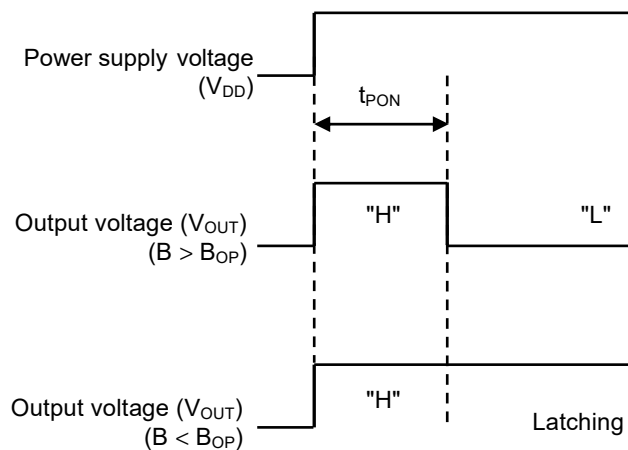 Power supply voltage
(VDD)
tPON
Output voltage (VOUT)
(B > BOP)
"H"
"L"
Output voltage (VOUT)
(B < BOP)
"H"
Latching